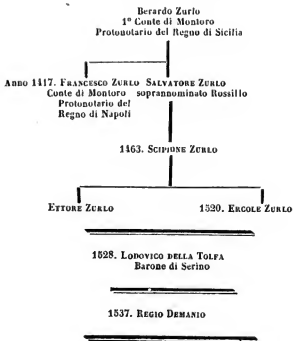 Berardo Zurlo
1° Conte di Montoro
Protonotario del Regno di Sicilia
Anno 1417. Francesco Zurlo Salvatore Zurlo
Conte di Montoro soprannominato Rossillo
Protonotario del
Regno di Napoli
1463. Scipione Zurlo
Ettore Zurlo 1520. Ercole Zurlo
1528. Lodovico della Tolfa
Barone di Serino
1537. Regio Demanio